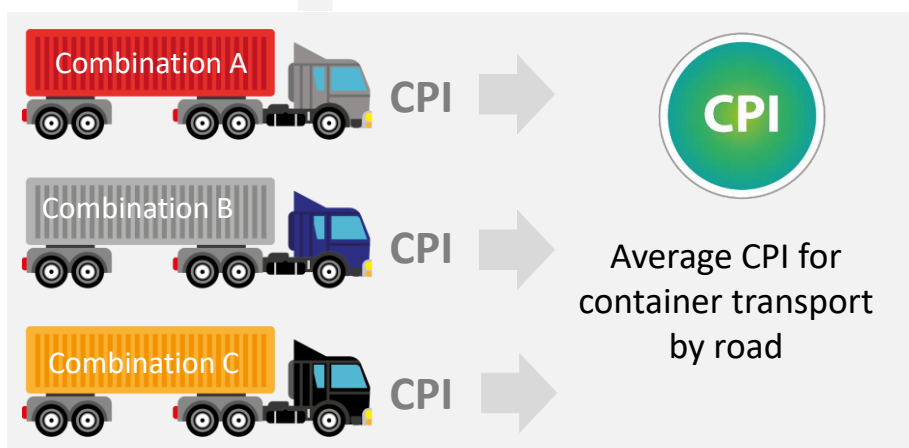 Combination A
CPI
CPI
Combination B
CPI
Average CPI for
container transport
by road
Combination C
CPI